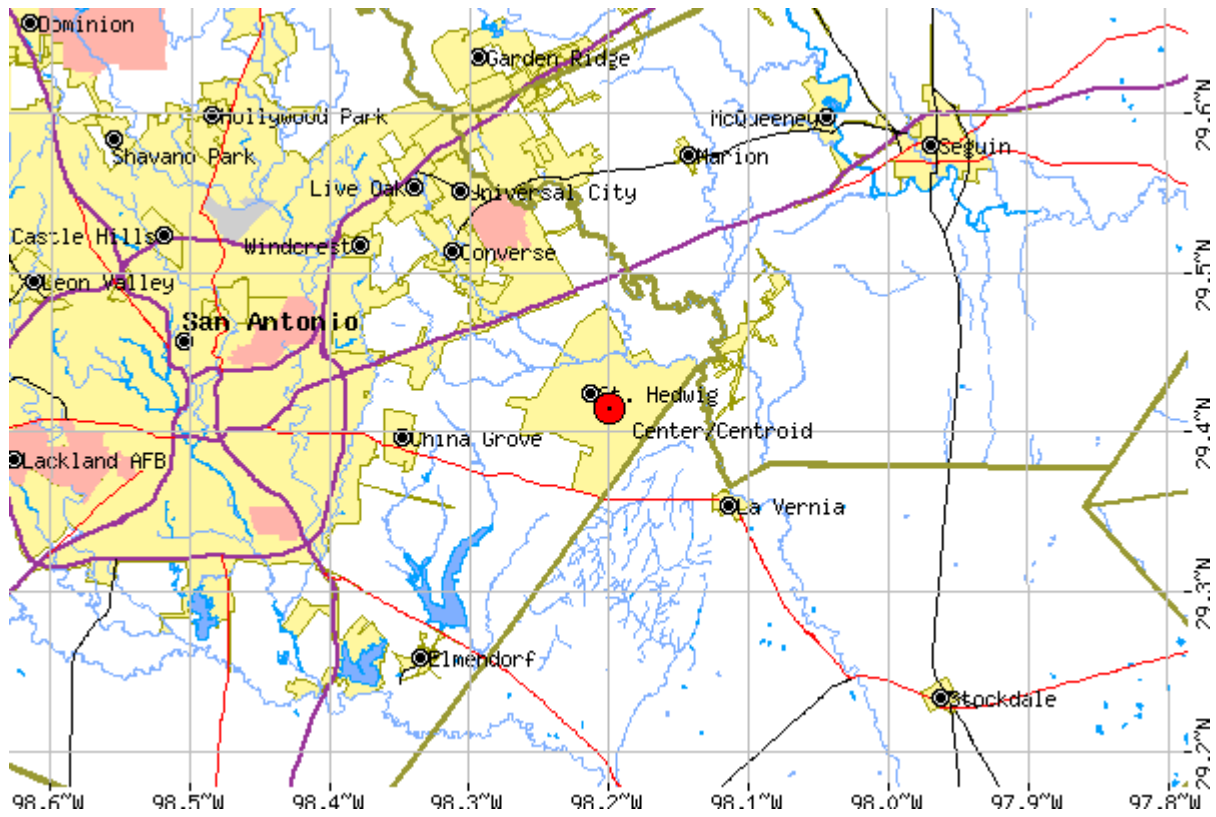 Dominion
Garden Ridge
Hollywood Park
McQueeney
Shavano Park
Marion
Seguin
Live Oak
Universal City
Castle Hills
Windcrest
Converse
Leon Valley
San Antonio
St. Hedwig
Center/Centroid
China Grove
Lackland AFB
La Vernia
Elmendorf
Stockdale
29.6~N
29.5~N
29.4~N
29.3~N
29.2~N
98.6~W
98.5~W
98.4~W
98.3~W
98.2~W
98.1~W
98.0~W
97.9~W
97.8~W